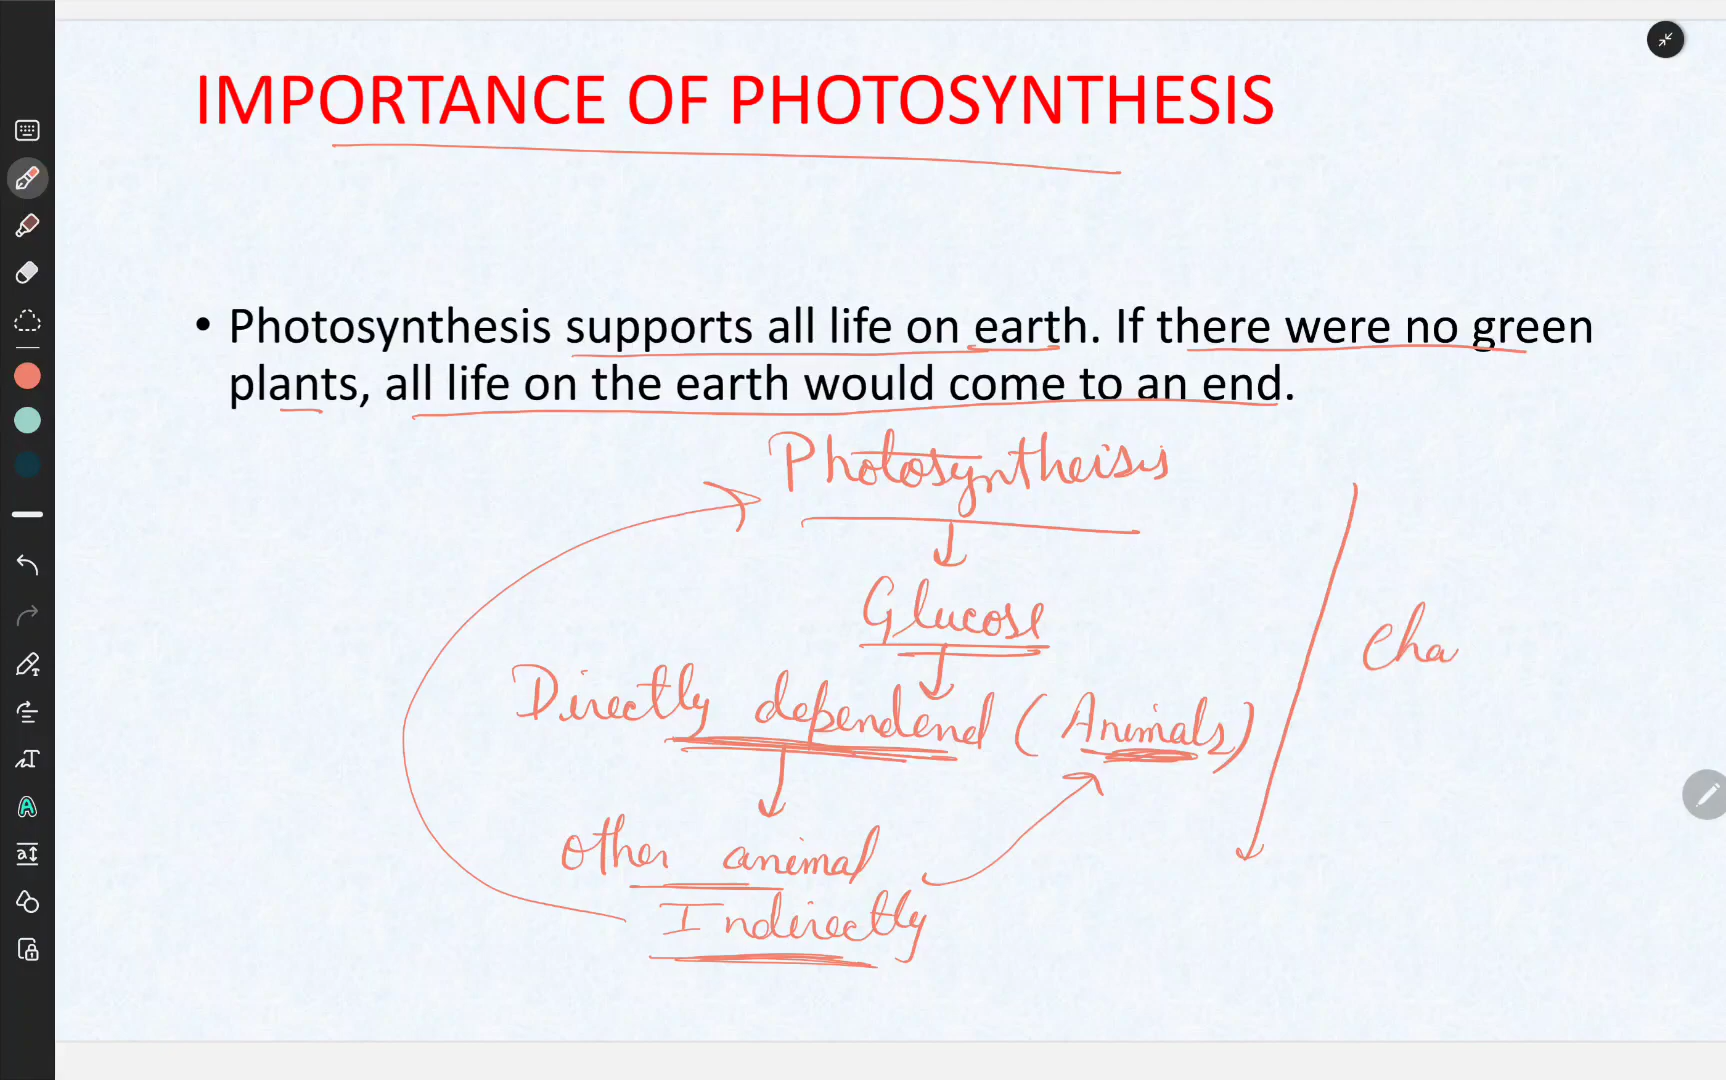 IMPORTANCE OF PHOTOSYNTHESIS
• Photosynthesis supports all life on earth. If there were no green
plants, all life on the earth would come to an end.
Photosyntheisis
Glucose
Directly dependend (Animals)
other animal
Indirectly
Cha